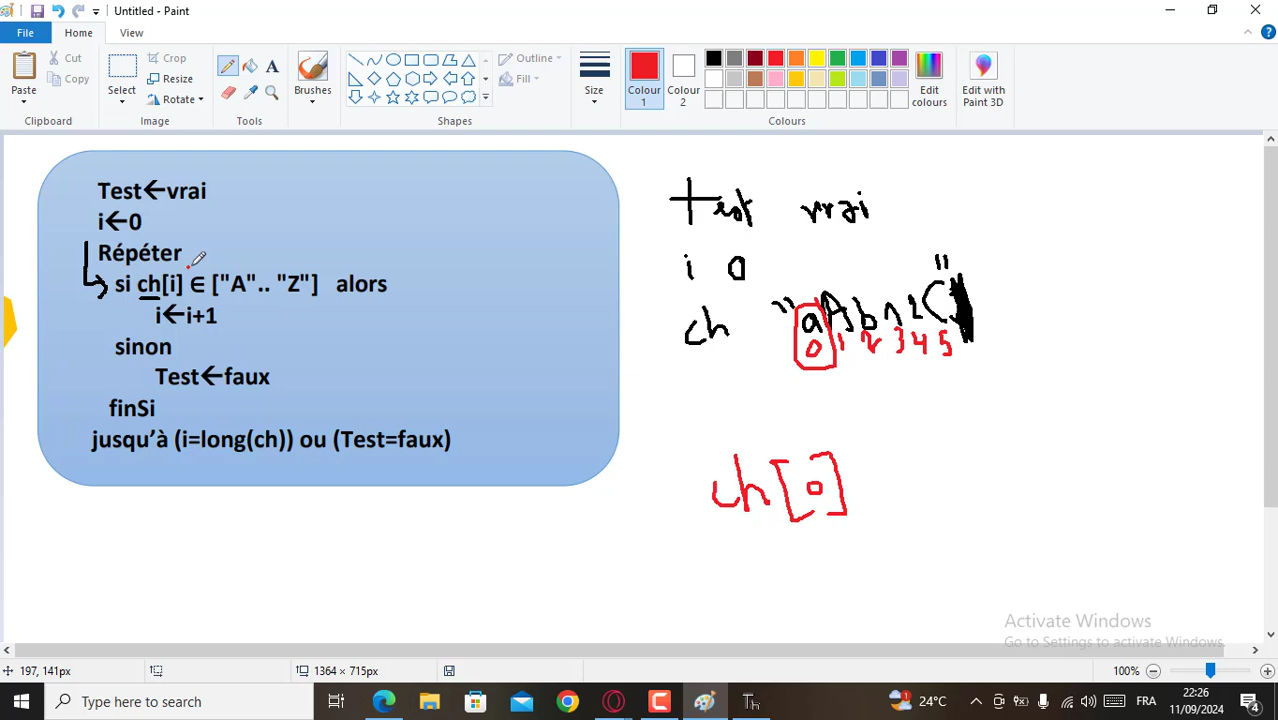 Untitled - Paint
File Home View
Paste Cut Copy Clipboard
Select Crop Resize Rotate Image
Tools
Brushes
Outline Fill Shapes
Size
Colour 1 Colour 2 Edit colours Edit with Paint 3D
Colours
Test←vrai
i←0
Répéter
si ch[i] ∈ ["A".. "Z"] alors
i←i+1
sinon
Test←faux
finSi
jusqu’à (i=long(ch)) ou (Test=faux)
Test vrai
i 0
ch
0 1 2 3 4 5
ch[0]
Activate Windows
Go to Settings to activate Windows.
197, 141px 1364 × 715px 100%
Type here to search 24°C FRA 22:26 11/09/2024